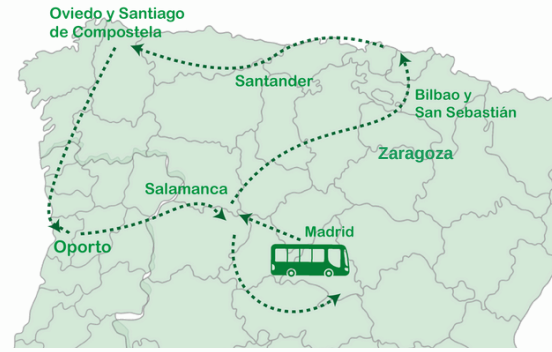 Oviedo y Santiago
de Compostela
Santander
Bilbao y
San Sebastián
Zaragoza
Salamanca
Madrid
Oporto